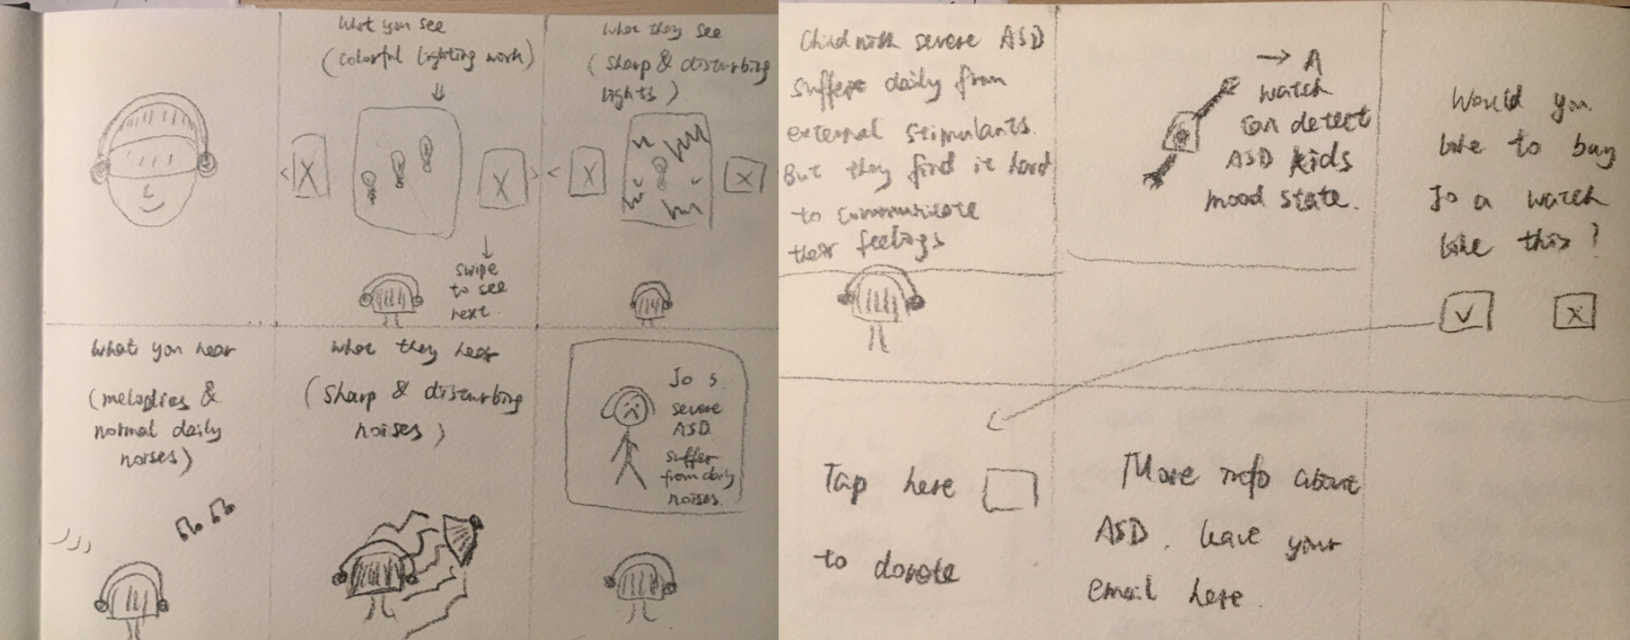 What you see
(colorful lighting work)
X
X
swipe
to see
next
What they see
(sharp & disturbing
lights)
X
X
What you hear
(melodies &
normal daily
noises)
What they hear
(sharp & disturbing
noises)
Jo s
severe
ASD
suffer
from daily
noises.
Child with severe ASD
suffers daily from
external stimulants.
But they find it hard
to communicate
their feelings
→ A
watch
can detect
ASD kids
mood state.
Would you
like to buy
Jo a watch
like this?
X
Tap here
to donate
More info about
ASD. leave your
email here.